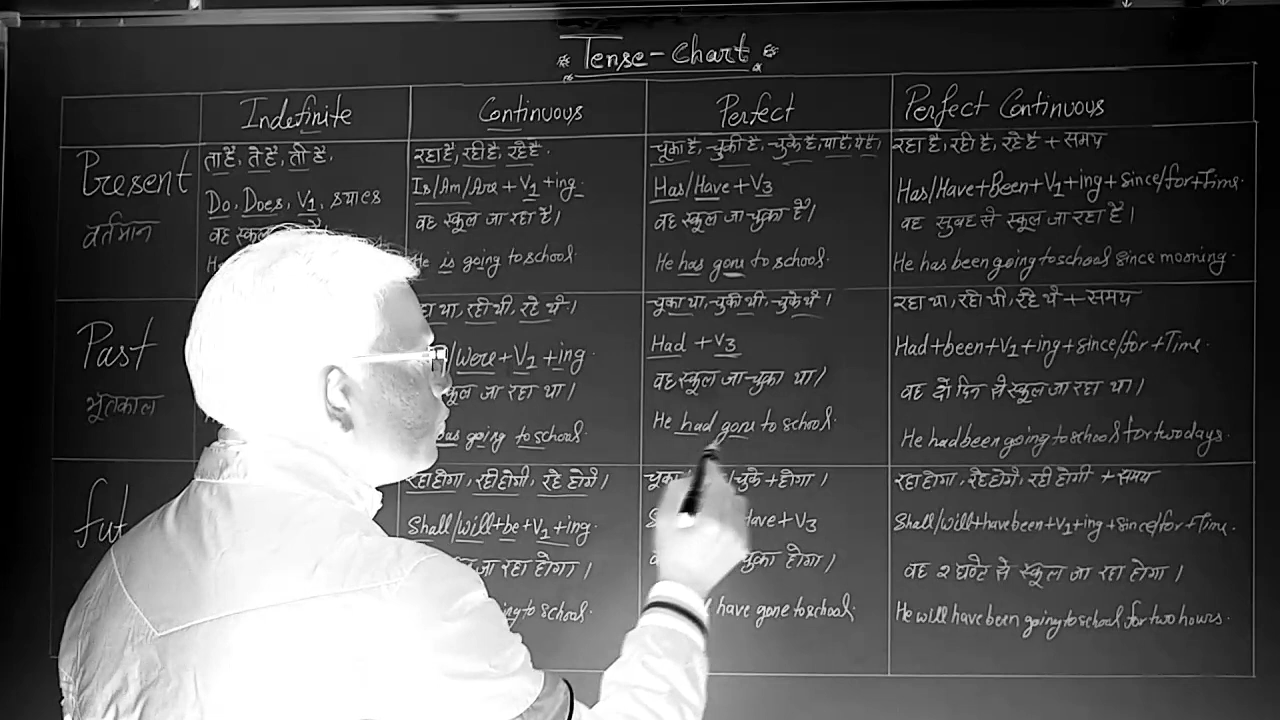 Tense-Chart
Indefinite
Continuous
Perfect
Perfect Continuous
Present
वर्तमान
ता है, ते है, ती है.
Do, Does, V1,
वह स्कूल
रहा है, रही है, रहे है.
Is/Am/Are + V1 + ing.
वह स्कूल जा रहा है।
He is going to school.
चूका है, चुकी है, चुके है, या है, ये है,
Has/Have + V3
वह स्कूल जा चुका है।
He has gone to school.
रहा है, रही है, रहे है + समय
Has/Have+Been+V1+ing+since/for+Time.
वह सुबह से स्कूल जा रहा है।
He has been going to school since morning.
Past
भूतकाल
था, रही थी, रहे थे।
/were + V1 + ing.
जा रहा था।
going to school.
चूका था, चुकी थी, चुके थे।
Had + V3
वह स्कूल जा चुका था।
He had gone to school.
रहा था, रही थी, रहे थे + समय
Had+been+V1+ing+since/for+Time.
वह दो दिन से स्कूल जा रहा था।
He had been going to school for two days.
रहा होगा, रही होगी, रहे होगें।
Shall/will+be+V1+ing.
जा रहा होगा।
to school.
/चुके + होगा।
Have + V3
चुका होगा।
have gone to school.
रहा होगा, रहे होगें, रही होगी + समय
Shall/will+have been+V1+ing+since/for+Time.
वह २ घण्टे से स्कूल जा रहा होगा।
He will have been going to school for two hours.